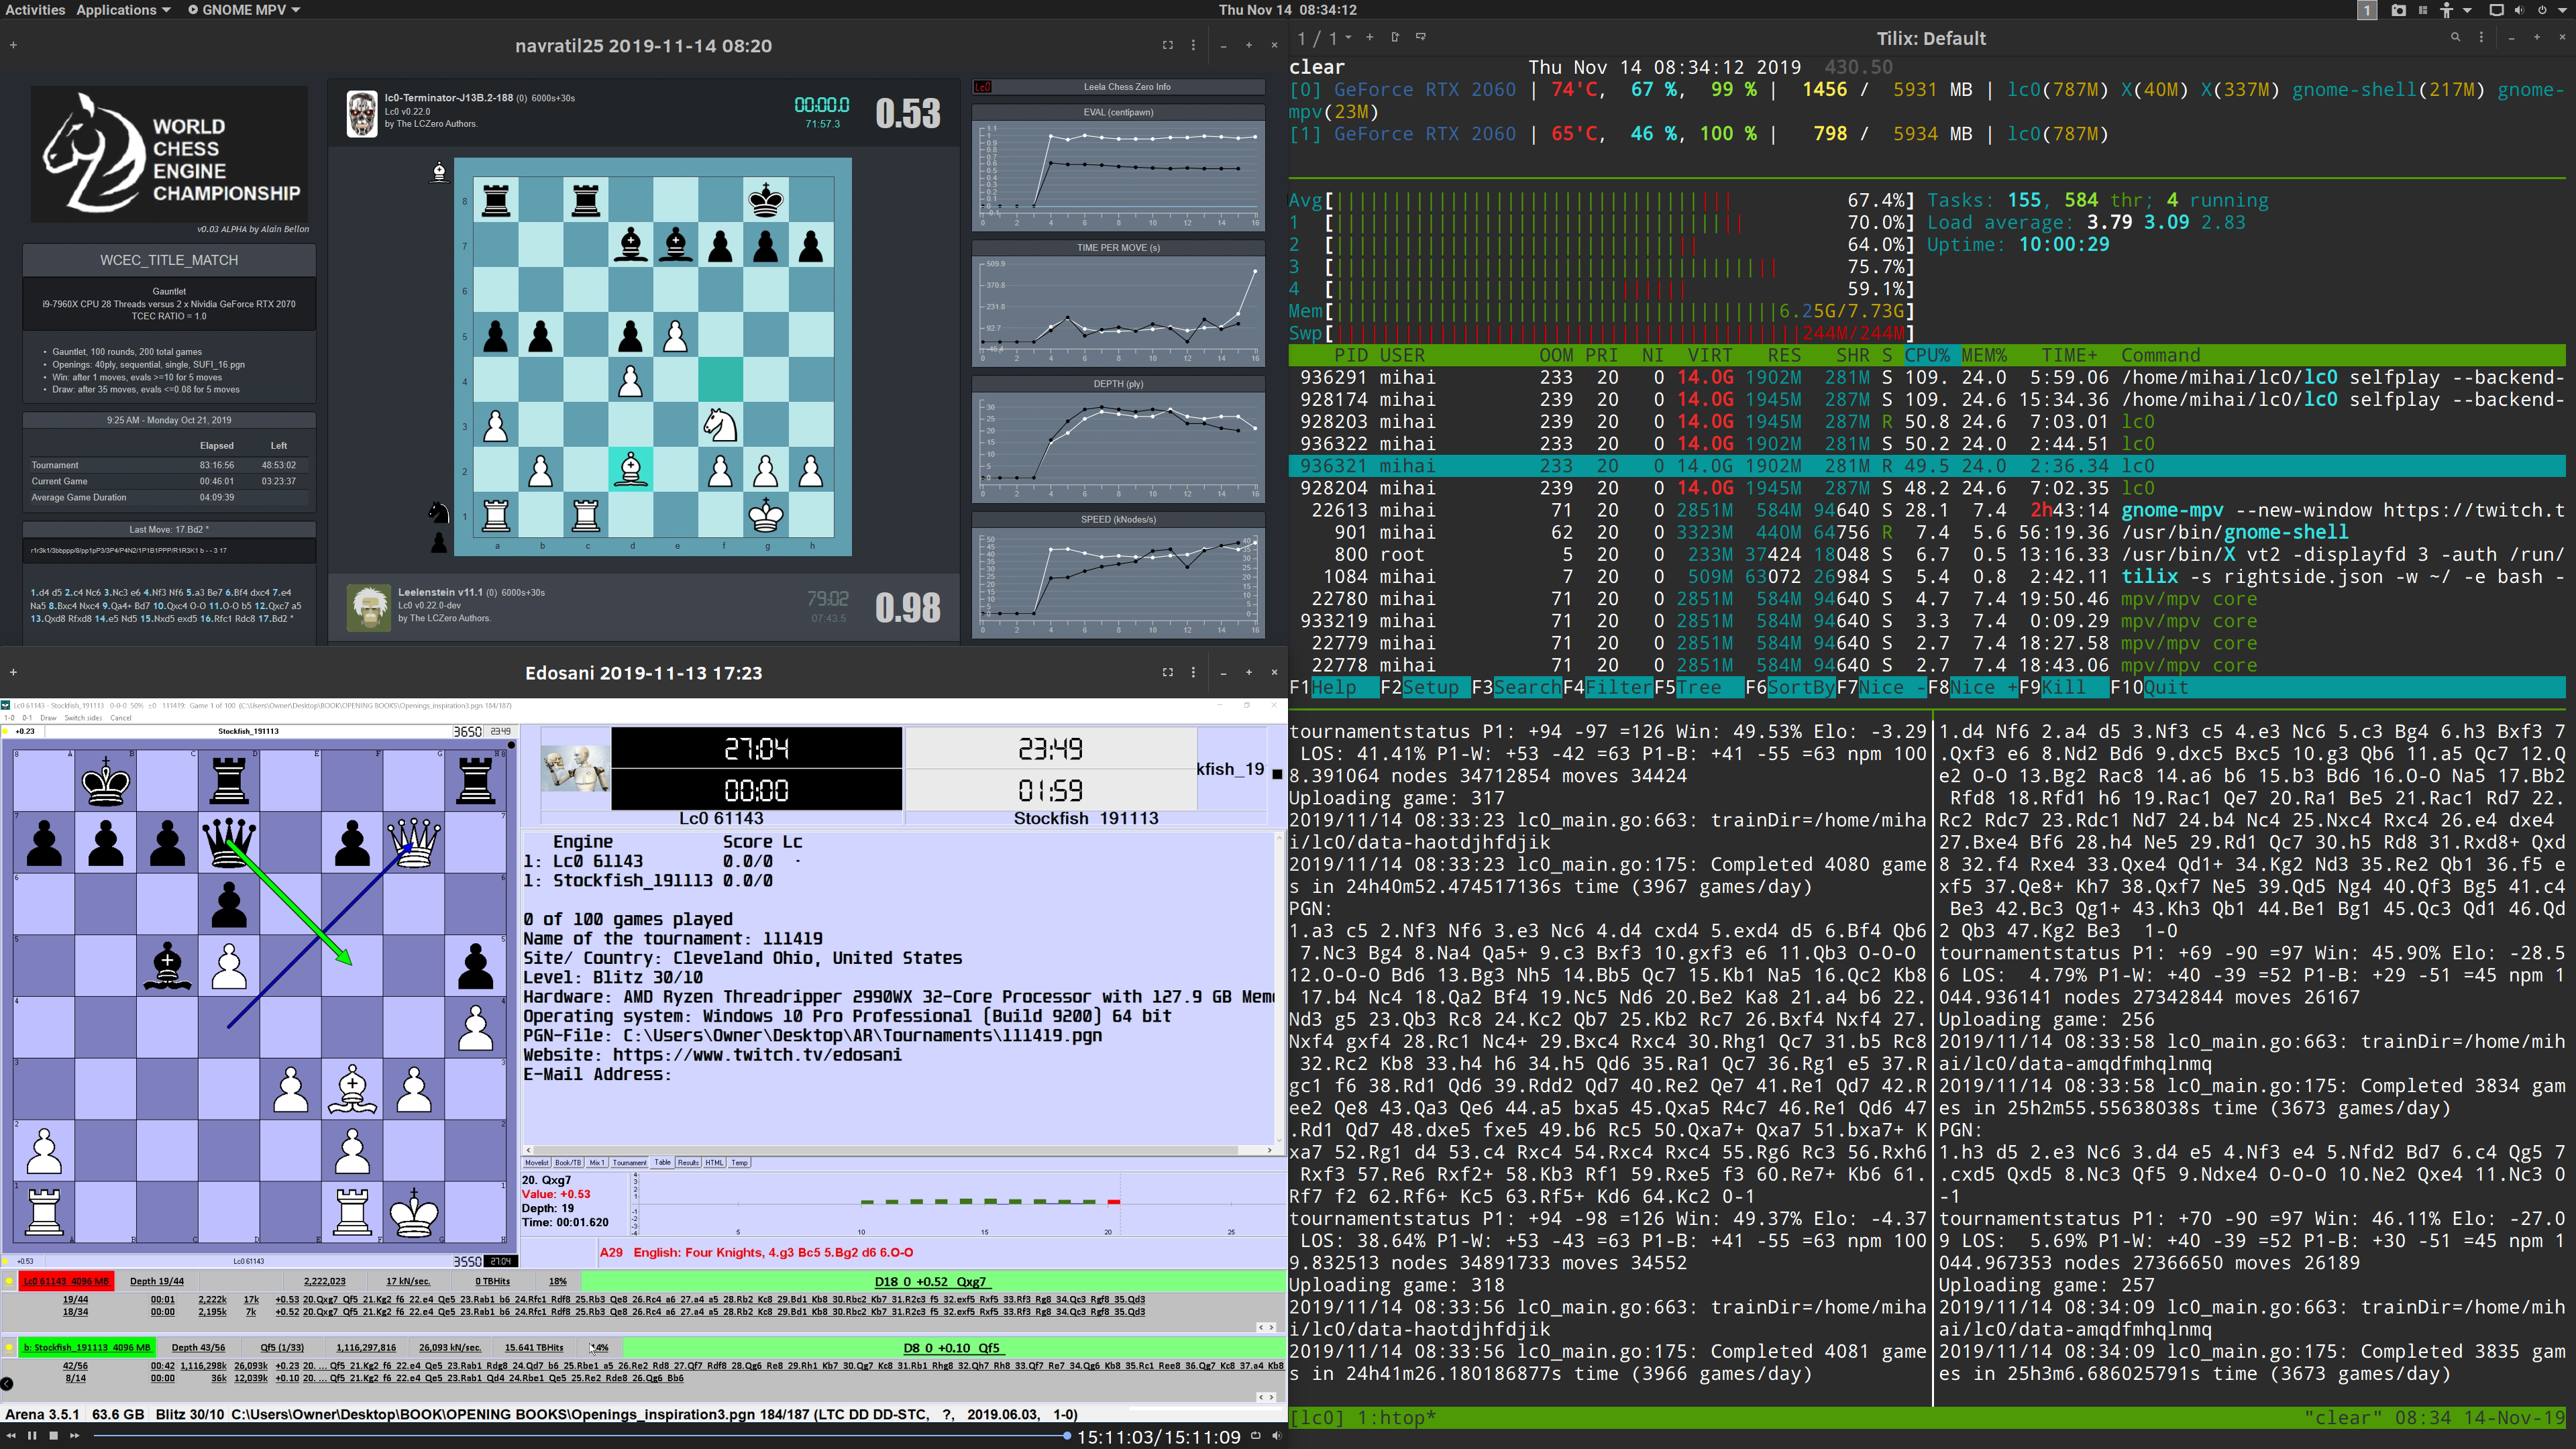 Activities Applications GNOME MPV Thu Nov 14 08:34:12 1
navratil25 2019-11-14 08:20
WORLD
CHESS
ENGINE
CHAMPIONSHIP
v0.03 ALPHA by Alain Bellon
WCEC_TITLE_MATCH
Gauntlet
i9-7960X CPU 28 Threads versus 2 x Nividia GeForce RTX 2070
TCEC RATIO = 1.0
• Gauntlet, 100 rounds, 200 total games
• Openings: 40ply, sequential, single, SUFI_16.pgn
• Win: after 1 moves, evals >=10 for 5 moves
• Draw: after 35 moves, evals <=0.08 for 5 moves
9:25 AM - Monday Oct 21, 2019
Elapsed Left
Tournament 83:16:56 48:53:02
Current Game 00:46:01 03:23:37
Average Game Duration 04:09:39
Last Move: 17.Bd2 *
r1r3k1/3bbppp/8/pp1pP3/3P4/P4N2/1P1B1PPP/R1R3K1 b - - 3 17
1.d4 d5 2.c4 Nc6 3.Nc3 e6 4.Nf3 Nf6 5.a3 Be7 6.Bf4 dxc4 7.e4
Na5 8.Bxc4 Nxc4 9.Qa4+ Bd7 10.Qxc4 O-O 11.O-O b5 12.Qxc7 a5
13.Qxd8 Rfxd8 14.e5 Nd5 15.Nxd5 exd5 16.Rfc1 Rdc8 17.Bd2 *
lc0-Terminator-J13B.2-188 (0) 6000s+30s
Lc0 v0.22.0
by The LCZero Authors.
00:00.0
71:57.3
0.53
8
7
6
5
4
3
2
1
a b c d e f g h
Leelenstein v11.1 (0) 6000s+30s
Lc0 v0.22.0-dev
by The LCZero Authors.
79:02
07:43.5
0.98
Lc0 Leela Chess Zero Info
EVAL (centipawn)
TIME PER MOVE (s)
509.9
370.8
231.8
92.7
DEPTH (ply)
SPEED (kNodes/s)
Edosani 2019-11-13 17:23
Lc0 61143 - Stockfish_191113 0-0-0 50% ±0 111419: Game 1 of 100 (C:\Users\Owner\Desktop\BOOK\OPENING BOOKS\Openings_inspiration3.pgn 184/187)
1-0 0-1 Draw Switch sides Cancel
+0.23 Stockfish_191113 3650 23:49
27:04 23:49 kfish_19
00:00 01:59
Lc0 61143 Stockfish 191113
Engine Score Lc
1: Lc0 61143 0.0/0 ·
1: Stockfish_191113 0.0/0
0 of 100 games played
Name of the tournament: 111419
Site/ Country: Cleveland Ohio, United States
Level: Blitz 30/10
Hardware: AMD Ryzen Threadripper 2990WX 32-Core Processor with 127.9 GB Mem
Operating system: Windows 10 Pro Professional (Build 9200) 64 bit
PGN-File: C:\Users\Owner\Desktop\AR\Tournaments\111419.pgn
Website: https://www.twitch.tv/edosani
E-Mail Address:
Movelist Book/TB Mix 1 Tournament Table Results HTML Temp
20. Qxg7
Value: +0.53
Depth: 19
Time: 00:01.620
5 10 15 20 25
A29 English: Four Knights, 4.g3 Bc5 5.Bg2 d6 6.O-O
+0.53 Lc0 61143 3550 27:04
Lc0 61143 4096 MB Depth 19/44 2,222,023 17 kN/sec. 0 TBHits 18% D18 0 +0.52 Qxg7
19/44 00:01 2,222k 17k +0.53 20.Qxg7 Qf5 21.Kg2 f6 22.e4 Qe5 23.Rab1 b6 24.Rfc1 Rdf8 25.Rb3 Qe8 26.Rc4 a6 27.a4 a5 28.Rb2 Kc8 29.Bd1 Kb8 30.Rbc2 Kb7 31.R2c3 f5 32.exf5 Rxf5 33.Rf3 Rg8 34.Qc3 Rgf8 35.Qd3
18/34 00:00 2,195k 7k +0.52 20.Qxg7 Qf5 21.Kg2 f6 22.e4 Qe5 23.Rab1 b6 24.Rfc1 Rdf8 25.Rb3 Qe8 26.Rc4 a6 27.a4 a5 28.Rb2 Kc8 29.Bd1 Kb8 30.Rbc2 Kb7 31.R2c3 f5 32.exf5 Rxf5 33.Rf3 Rg8 34.Qc3 Rgf8 35.Qd3
b: Stockfish_191113 4096 MB Depth 43/56 Qf5 (1/33) 1,116,297,816 26,093 kN/sec. 15.641 TBHits D8 0 +0.10 Qf5
42/56 00:42 1,116,298k 26,093k +0.23 20. ... Qf5 21.Kg2 f6 22.e4 Qe5 23.Rab1 Rdg8 24.Qd7 b6 25.Rbe1 a5 26.Re2 Rd8 27.Qf7 Rdf8 28.Qg6 Re8 29.Rh1 Kb7 30.Qg7 Kc8 31.Rb1 Rhg8 32.Qh7 Rh8 33.Qf7 Re7 34.Qg6 Kb8 35.Rc1 Ree8 36.Qg7 Kc8 37.a4 Kb8
8/14 00:00 36k 12,039k +0.10 20. ... Qf5 21.Kg2 f6 22.e4 Qe5 23.Rab1 Qd4 24.Rbe1 Qe5 25.Re2 Rde8 26.Qg6 Bb6
Arena 3.5.1 63.6 GB Blitz 30/10 C:\Users\Owner\Desktop\BOOK\OPENING BOOKS\Openings_inspiration3.pgn 184/187 (LTC DD DD-STC, ?, 2019.06.03, 1-0)
15:11:03/15:11:09
1 / 1 Tilix: Default
clear Thu Nov 14 08:34:12 2019 430.50
[0] GeForce RTX 2060 | 74'C, 67 %, 99 % | 1456 / 5931 MB | lc0(787M) X(40M) X(337M) gnome-shell(217M) gnome-
mpv(23M)
[1] GeForce RTX 2060 | 65'C, 46 %, 100 % | 798 / 5934 MB | lc0(787M)
Avg[ 67.4%] Tasks: 155, 584 thr; 4 running
1 [ 70.0%] Load average: 3.79 3.09 2.83
2 [ 64.0%] Uptime: 10:00:29
3 [ 75.7%]
4 [ 59.1%]
Mem[ 6.25G/7.73G]
Swp[ 244M/244M]
PID USER OOM PRI NI VIRT RES SHR S CPU% MEM% TIME+ Command
936291 mihai 233 20 0 14.0G 1902M 281M S 109. 24.0 5:59.06 /home/mihai/lc0/lc0 selfplay --backend-
928174 mihai 239 20 0 14.0G 1945M 287M S 109. 24.6 15:34.36 /home/mihai/lc0/lc0 selfplay --backend-
928203 mihai 239 20 0 14.0G 1945M 287M R 50.8 24.6 7:03.01 lc0
936322 mihai 233 20 0 14.0G 1902M 281M S 50.2 24.0 2:44.51 lc0
936321 mihai 233 20 0 14.0G 1902M 281M R 49.5 24.0 2:36.34 lc0
928204 mihai 239 20 0 14.0G 1945M 287M S 48.2 24.6 7:02.35 lc0
22613 mihai 71 20 0 2851M 584M 94640 S 28.1 7.4 2h43:14 gnome-mpv --new-window https://twitch.t
901 mihai 62 20 0 3323M 440M 64756 R 7.4 5.6 56:19.36 /usr/bin/gnome-shell
800 root 5 20 0 233M 37424 18048 S 6.7 0.5 13:16.33 /usr/bin/X vt2 -displayfd 3 -auth /run/
1084 mihai 7 20 0 509M 63072 26984 S 5.4 0.8 2:42.11 tilix -s rightside.json -w ~/ -e bash -
22780 mihai 71 20 0 2851M 584M 94640 S 4.7 7.4 19:50.46 mpv/mpv core
933219 mihai 71 20 0 2851M 584M 94640 S 3.3 7.4 0:09.29 mpv/mpv core
22779 mihai 71 20 0 2851M 584M 94640 S 2.7 7.4 18:27.58 mpv/mpv core
22778 mihai 71 20 0 2851M 584M 94640 S 2.7 7.4 18:43.06 mpv/mpv core
F1Help F2Setup F3SearchF4FilterF5Tree F6SortByF7Nice -F8Nice +F9Kill F10Quit
tournamentstatus P1: +94 -97 =126 Win: 49.53% Elo: -3.29
LOS: 41.41% P1-W: +53 -42 =63 P1-B: +41 -55 =63 npm 100
8.391064 nodes 34712854 moves 34424
Uploading game: 317
2019/11/14 08:33:23 lc0_main.go:663: trainDir=/home/miha
i/lc0/data-haotdjhfdjik
2019/11/14 08:33:23 lc0_main.go:175: Completed 4080 game
s in 24h40m52.474517136s time (3967 games/day)
PGN:
1.a3 c5 2.Nf3 Nf6 3.e3 Nc6 4.d4 cxd4 5.exd4 d5 6.Bf4 Qb6
7.Nc3 Bg4 8.Na4 Qa5+ 9.c3 Bxf3 10.gxf3 e6 11.Qb3 O-O-O
12.O-O-O Bd6 13.Bg3 Nh5 14.Bb5 Qc7 15.Kb1 Na5 16.Qc2 Kb8
17.b4 Nc4 18.Qa2 Bf4 19.Nc5 Nd6 20.Be2 Ka8 21.a4 b6 22.
Nd3 g5 23.Qb3 Rc8 24.Kc2 Qb7 25.Kb2 Rc7 26.Bxf4 Nxf4 27.
Nxf4 gxf4 28.Rc1 Nc4+ 29.Bxc4 Rxc4 30.Rhg1 Qc7 31.b5 Rc8
32.Rc2 Kb8 33.h4 h6 34.h5 Qd6 35.Ra1 Qc7 36.Rg1 e5 37.R
gc1 f6 38.Rd1 Qd6 39.Rdd2 Qd7 40.Re2 Qe7 41.Re1 Qd7 42.R
ee2 Qe8 43.Qa3 Qe6 44.a5 bxa5 45.Qxa5 R4c7 46.Re1 Qd6 47
.Rd1 Qd7 48.dxe5 fxe5 49.b6 Rc5 50.Qxa7+ Qxa7 51.bxa7+ K
xa7 52.Rg1 d4 53.c4 Rxc4 54.Rxc4 Rxc4 55.Rg6 Rc3 56.Rxh6
Rxf3 57.Re6 Rxf2+ 58.Kb3 Rf1 59.Rxe5 f3 60.Re7+ Kb6 61.
Rf7 f2 62.Rf6+ Kc5 63.Rf5+ Kd6 64.Kc2 0-1
tournamentstatus P1: +94 -98 =126 Win: 49.37% Elo: -4.37
LOS: 38.64% P1-W: +53 -43 =63 P1-B: +41 -55 =63 npm 100
9.832513 nodes 34891733 moves 34552
Uploading game: 318
2019/11/14 08:33:56 lc0_main.go:663: trainDir=/home/miha
i/lc0/data-haotdjhfdjik
2019/11/14 08:33:56 lc0_main.go:175: Completed 4081 game
s in 24h41m26.180186877s time (3966 games/day)
1.d4 Nf6 2.a4 d5 3.Nf3 c5 4.e3 Nc6 5.c3 Bg4 6.h3 Bxf3 7
.Qxf3 e6 8.Nd2 Bd6 9.dxc5 Bxc5 10.g3 Qb6 11.a5 Qc7 12.Q
e2 O-O 13.Bg2 Rac8 14.a6 b6 15.b3 Bd6 16.O-O Na5 17.Bb2
Rfd8 18.Rfd1 h6 19.Rac1 Qe7 20.Ra1 Be5 21.Rac1 Rd7 22.
Rc2 Rdc7 23.Rdc1 Nd7 24.b4 Nc4 25.Nxc4 Rxc4 26.e4 dxe4
27.Bxe4 Bf6 28.h4 Ne5 29.Rd1 Qc7 30.h5 Rd8 31.Rxd8+ Qxd
8 32.f4 Rxe4 33.Qxe4 Qd1+ 34.Kg2 Nd3 35.Re2 Qb1 36.f5 e
xf5 37.Qe8+ Kh7 38.Qxf7 Ne5 39.Qd5 Ng4 40.Qf3 Bg5 41.c4
Be3 42.Bc3 Qg1+ 43.Kh3 Qb1 44.Be1 Bg1 45.Qc3 Qd1 46.Qd
2 Qb3 47.Kg2 Be3 1-0
tournamentstatus P1: +69 -90 =97 Win: 45.90% Elo: -28.5
6 LOS: 4.79% P1-W: +40 -39 =52 P1-B: +29 -51 =45 npm 1
044.936141 nodes 27342844 moves 26167
Uploading game: 256
2019/11/14 08:33:58 lc0_main.go:663: trainDir=/home/mih
ai/lc0/data-amqdfmhqlnmq
2019/11/14 08:33:58 lc0_main.go:175: Completed 3834 gam
es in 25h2m55.55638038s time (3673 games/day)
PGN:
1.h3 d5 2.e3 Nc6 3.d4 e5 4.Nf3 e4 5.Nfd2 Bd7 6.c4 Qg5 7
.cxd5 Qxd5 8.Nc3 Qf5 9.Ndxe4 O-O-O 10.Ne2 Qxe4 11.Nc3 0
-1
tournamentstatus P1: +70 -90 =97 Win: 46.11% Elo: -27.0
9 LOS: 5.69% P1-W: +40 -39 =52 P1-B: +30 -51 =45 npm 1
044.967353 nodes 27366650 moves 26189
Uploading game: 257
2019/11/14 08:34:09 lc0_main.go:663: trainDir=/home/mih
ai/lc0/data-amqdfmhqlnmq
2019/11/14 08:34:09 lc0_main.go:175: Completed 3835 gam
es in 25h3m6.686025791s time (3673 games/day)
[lc0] 1:htop* "clear" 08:34 14-Nov-19